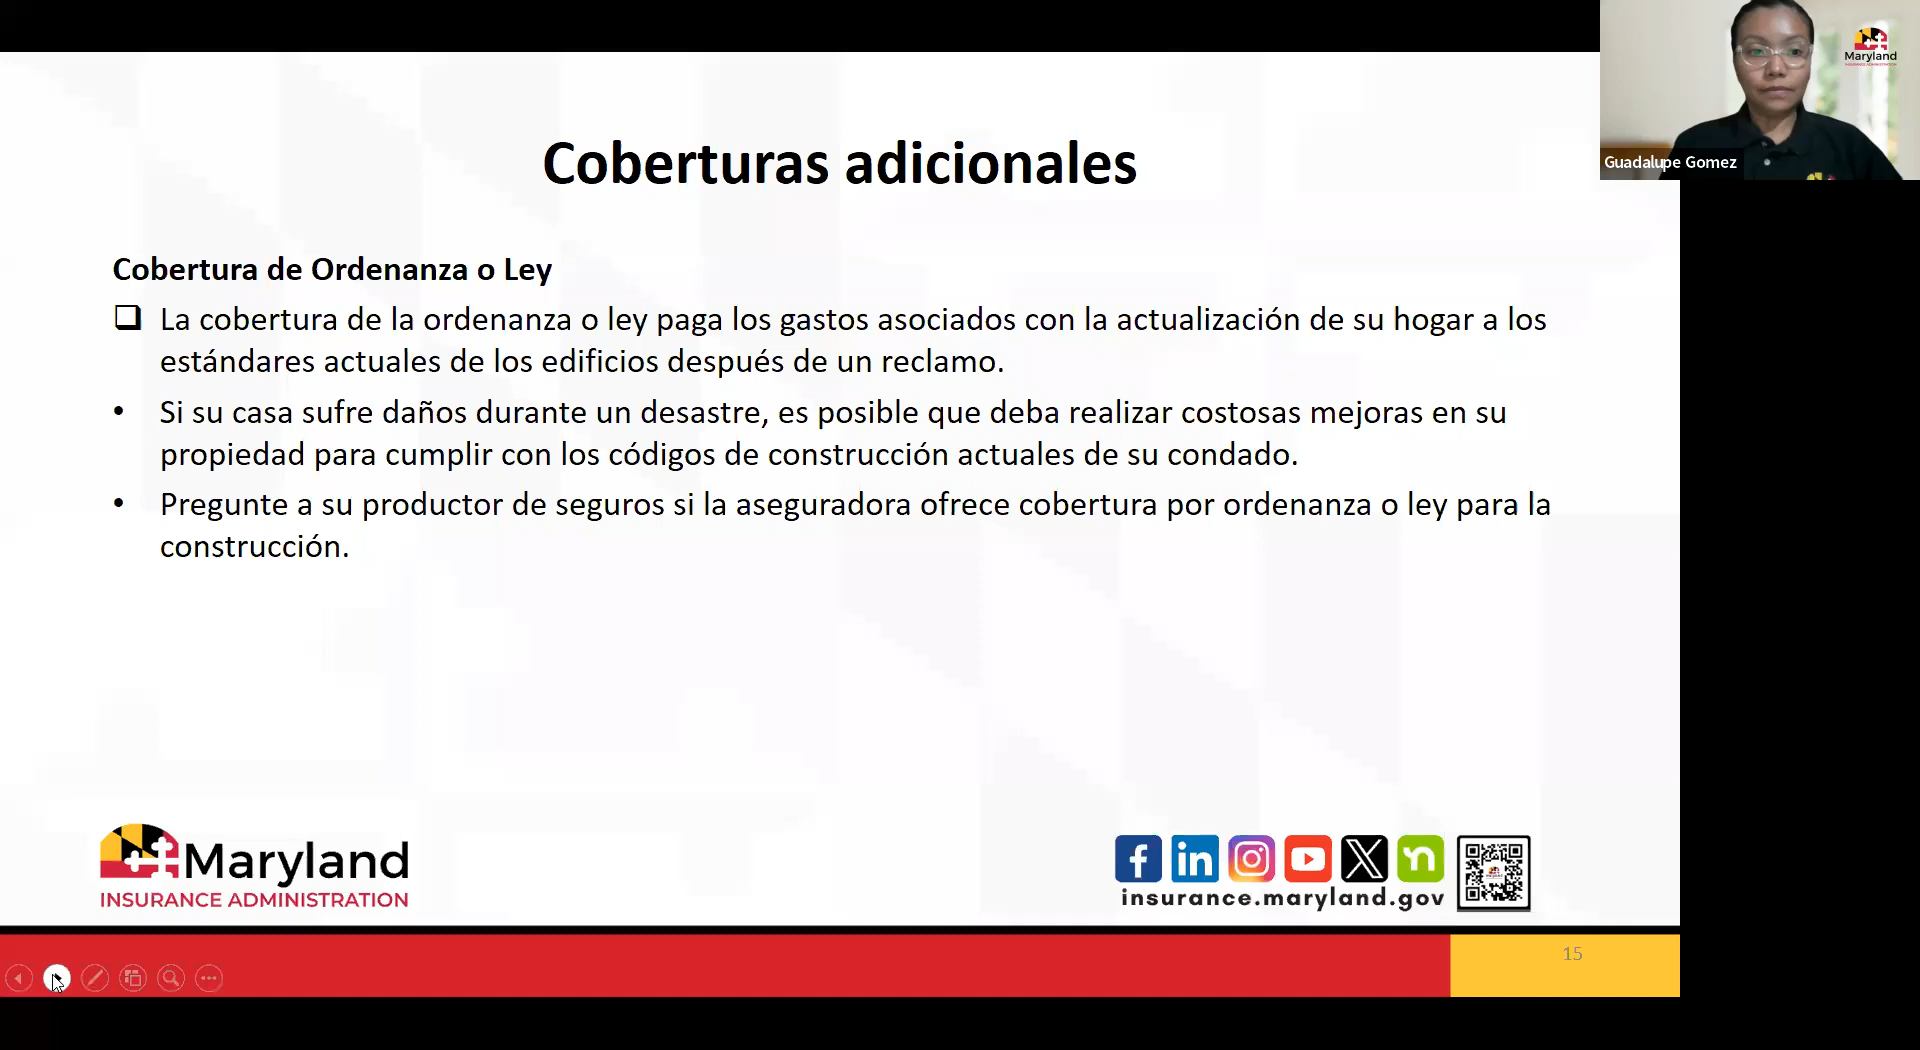 Coberturas adicionales
Cobertura de Ordenanza o Ley
La cobertura de la ordenanza o ley paga los gastos asociados con la actualización de su hogar a los
estándares actuales de los edificios después de un reclamo.
• Si su casa sufre daños durante un desastre, es posible que deba realizar costosas mejoras en su
propiedad para cumplir con los códigos de construcción actuales de su condado.
• Pregunte a su productor de seguros si la aseguradora ofrece cobertura por ordenanza o ley para la
construcción.
Maryland
INSURANCE ADMINISTRATION
insurance.maryland.gov
15
Maryland
Guadalupe Gomez